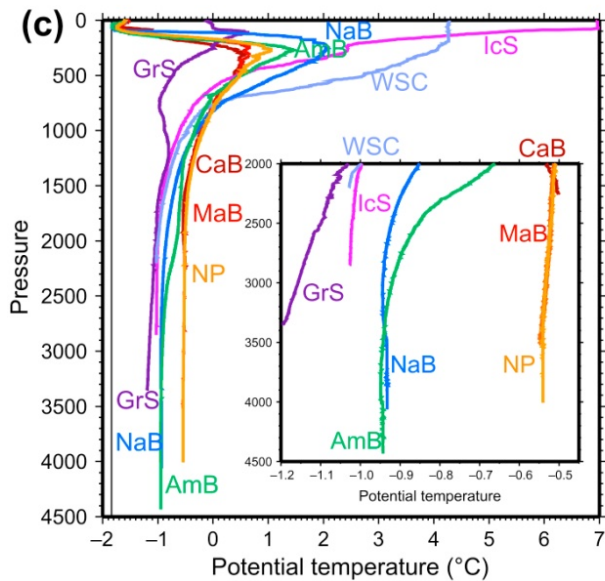 (c)
0
500
1000
1500
2000
2500
3000
3500
4000
4500
Pressure
–2
–1
0
1
2
3
4
5
6
7
Potential temperature (°C)
NaB
AmB
IcS
GrS
WSC
CaB
MaB
NP
GrS
NaB
AmB
2000
2500
3000
3500
4000
4500
WSC
IcS
GrS
CaB
MaB
NaB
NP
AmB
−1.2
−1.1
−1.0
−0.9
−0.8
−0.7
−0.6
−0.5
Potential temperature